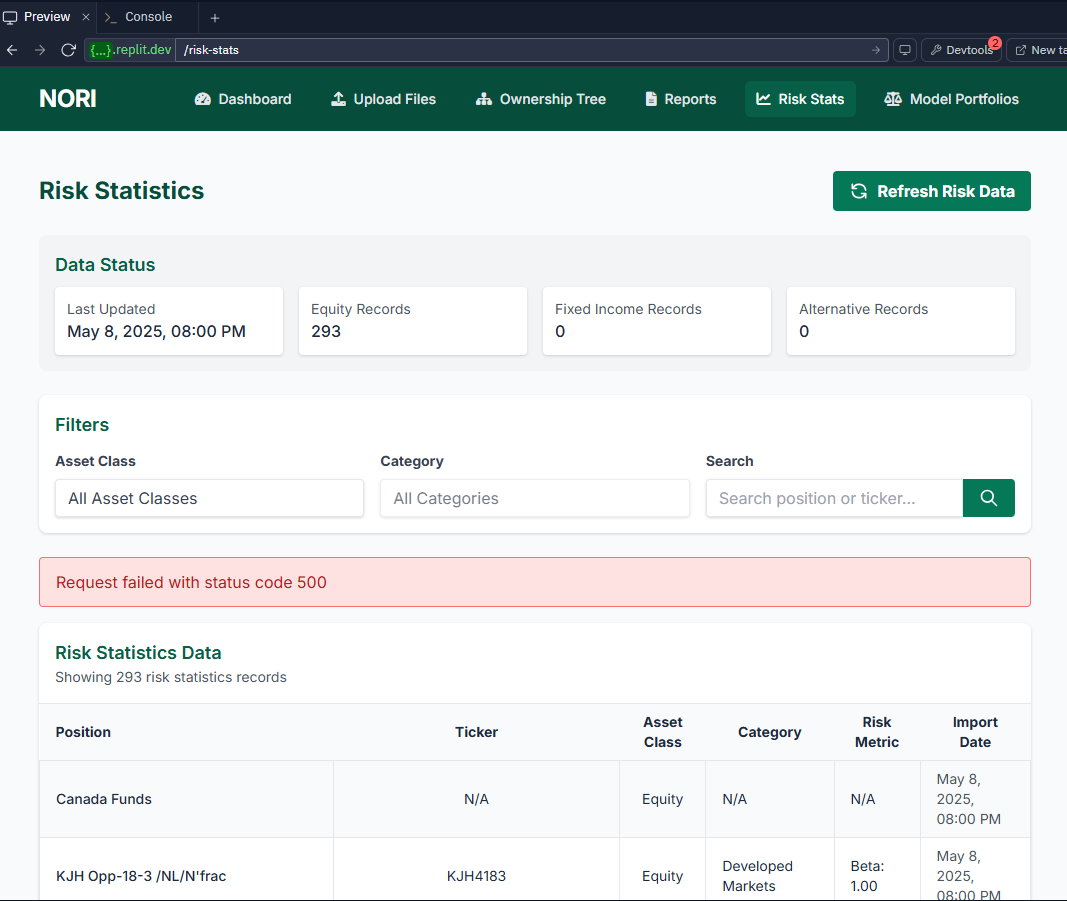 Preview
Console
{...}.replit.dev /risk-stats
Devtools 2
New ta
NORI
Dashboard
Upload Files
Ownership Tree
Reports
Risk Stats
Model Portfolios
Risk Statistics
Refresh Risk Data
Data Status
Last Updated
May 8, 2025, 08:00 PM
Equity Records
293
Fixed Income Records
0
Alternative Records
0
Filters
Asset Class
All Asset Classes
Category
All Categories
Search
Search position or ticker...
Request failed with status code 500
Risk Statistics Data
Showing 293 risk statistics records
Position
Ticker
Asset
Class
Category
Risk
Metric
Import
Date
Canada Funds
N/A
Equity
N/A
N/A
May 8,
2025,
08:00 PM
KJH Opp-18-3 /NL/N'frac
KJH4183
Equity
Developed
Markets
Beta:
1.00
May 8,
2025,
08:00 PM